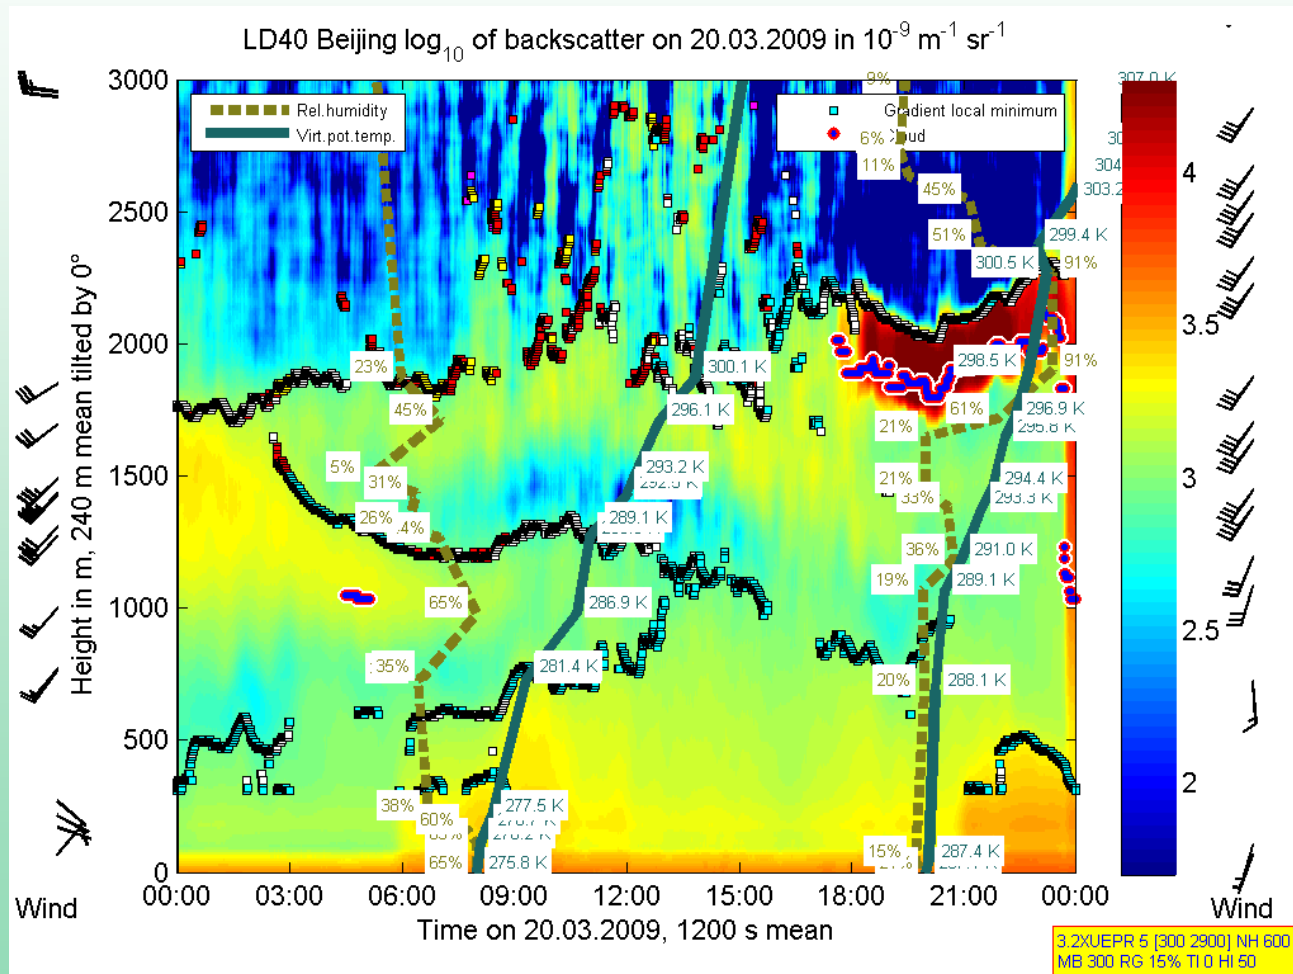 LD40 Beijing log10 of backscatter on 20.03.2009 in 10-9 m-1 sr-1
3000
2500
2000
1500
1000
500
0
Height in m, 240 m mean tilted by 0°
Rel.humidity
Virt.pot.temp.
Gradient local minimum
9%
6%
11%
45%
51%
91%
91%
61%
21%
21%
33%
36%
19%
20%
15%
307.0 K
303.2
299.4 K
300.5 K
298.5 K
296.9 K
295.8 K
294.4 K
293.3 K
291.0 K
289.1 K
288.1 K
287.4 K
23%
45%
5%
31%
26%
65%
35%
38%
60%
65%
300.1 K
296.1 K
293.2 K
289.1 K
286.9 K
281.4 K
277.5 K
275.8 K
4
3.5
3
2.5
2
00:00
03:00
06:00
09:00
12:00
15:00
18:00
21:00
00:00
Wind
Wind
Time on 20.03.2009, 1200 s mean
3.2XUEPR 5 [300 2900] NH 600
MB 300 RG 15% TI 0 HI 50